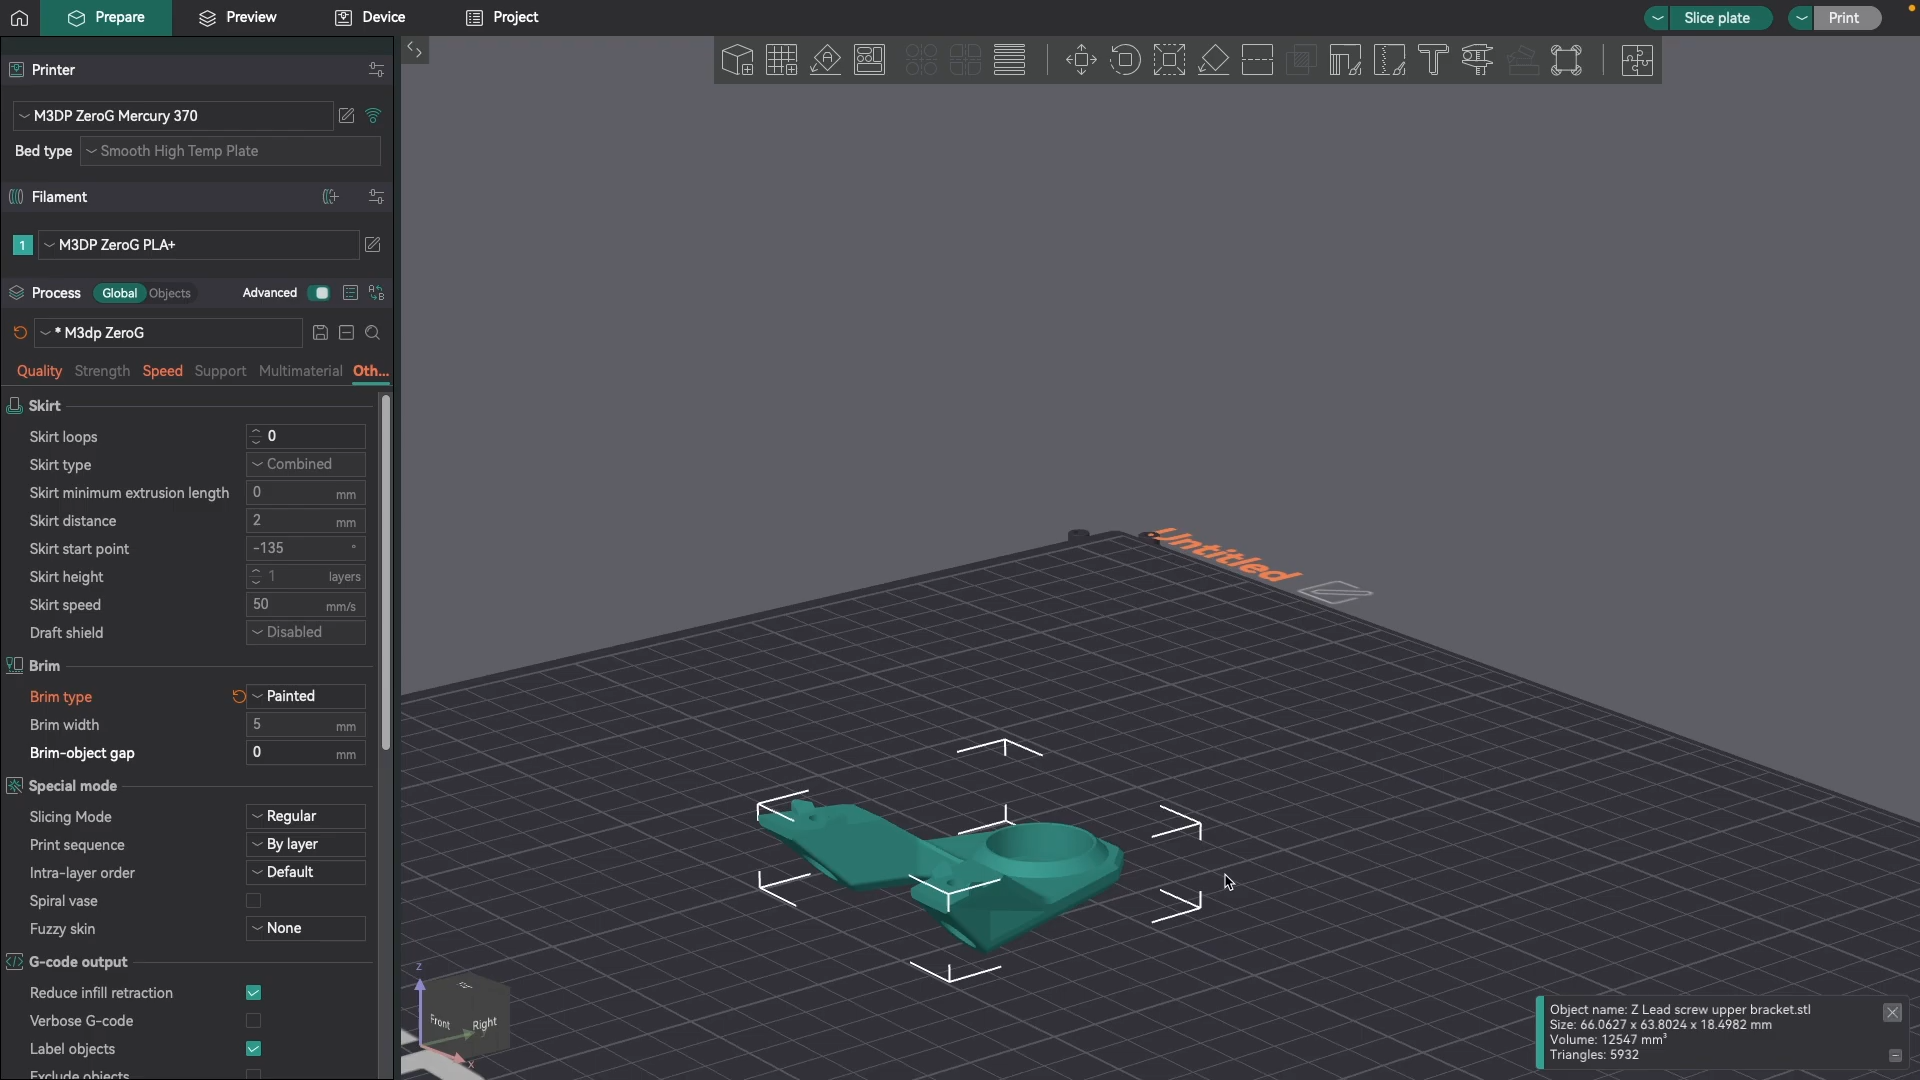 Prepare
Preview
Device
Project
Slice plate
Print
Printer
M3DP ZeroG Mercury 370
Bed type
Smooth High Temp Plate
Filament
1
M3DP ZeroG PLA+
Process
Global
Objects
Advanced
* M3dp ZeroG
Quality
Strength
Speed
Support
Multimaterial
Oth...
Skirt
Skirt loops
0
Skirt type
Combined
Skirt minimum extrusion length
0 mm
Skirt distance
2 mm
Skirt start point
-135 °
Skirt height
1 layers
Skirt speed
50 mm/s
Draft shield
Disabled
Brim
Brim type
Painted
Brim width
5 mm
Brim-object gap
0 mm
Special mode
Slicing Mode
Regular
Print sequence
By layer
Intra-layer order
Default
Spiral vase
Fuzzy skin
None
G-code output
Reduce infill retraction
Verbose G-code
Label objects
Exclude objects
Untitled
z
Front
Right
x
Object name: Z Lead screw upper bracket.stl
Size: 66.0627 x 63.8024 x 18.4982 mm
Volume: 12547 mm³
Triangles: 5932